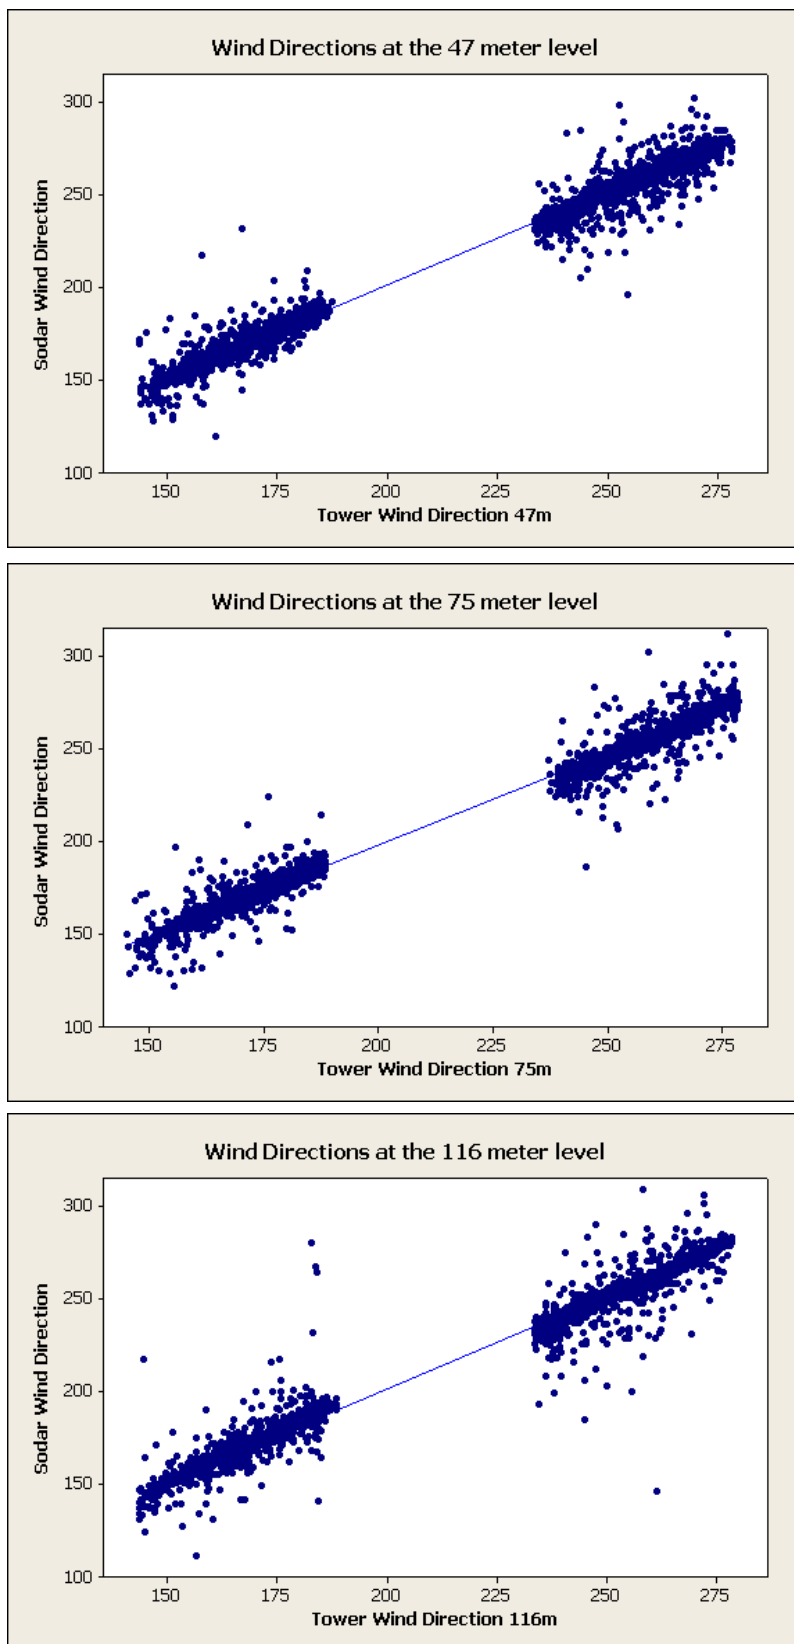 Wind Directions at the 47 meter level
300
250
200
150
100
Sodar Wind Direction
150 175 200 225 250 275
Tower Wind Direction 47m
Wind Directions at the 75 meter level
300
250
200
150
100
Sodar Wind Direction
150 175 200 225 250 275
Tower Wind Direction 75m
Wind Directions at the 116 meter level
300
250
200
150
100
Sodar Wind Direction
150 175 200 225 250 275
Tower Wind Direction 116m